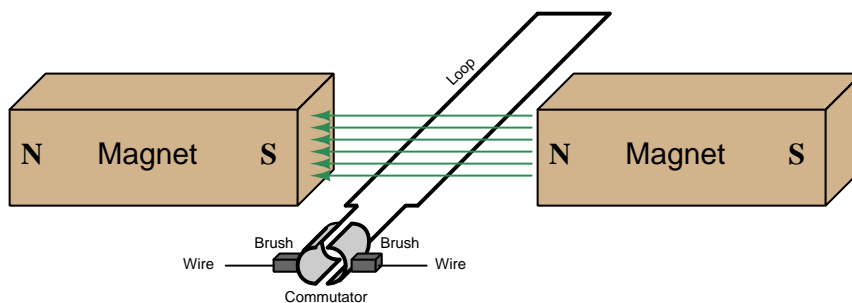 Loop
N Magnet S
N Magnet S
Brush Brush
Wire Wire
Commutator